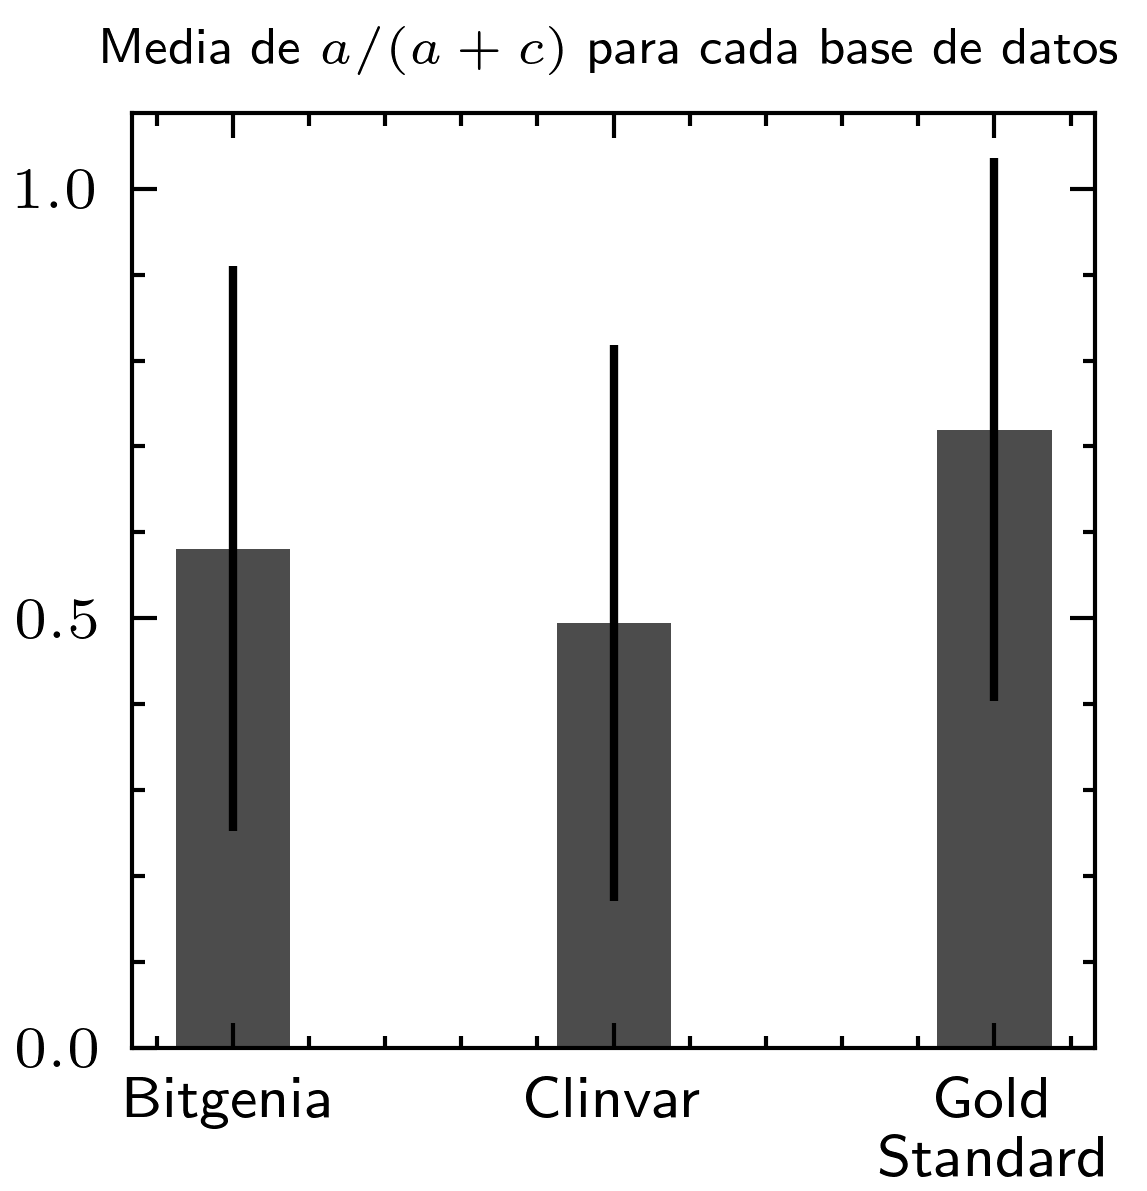 Media de a/(a + c) para cada base de datos
1.0
0.5
0.0
Bitgenia
Clinvar
Gold
Standard